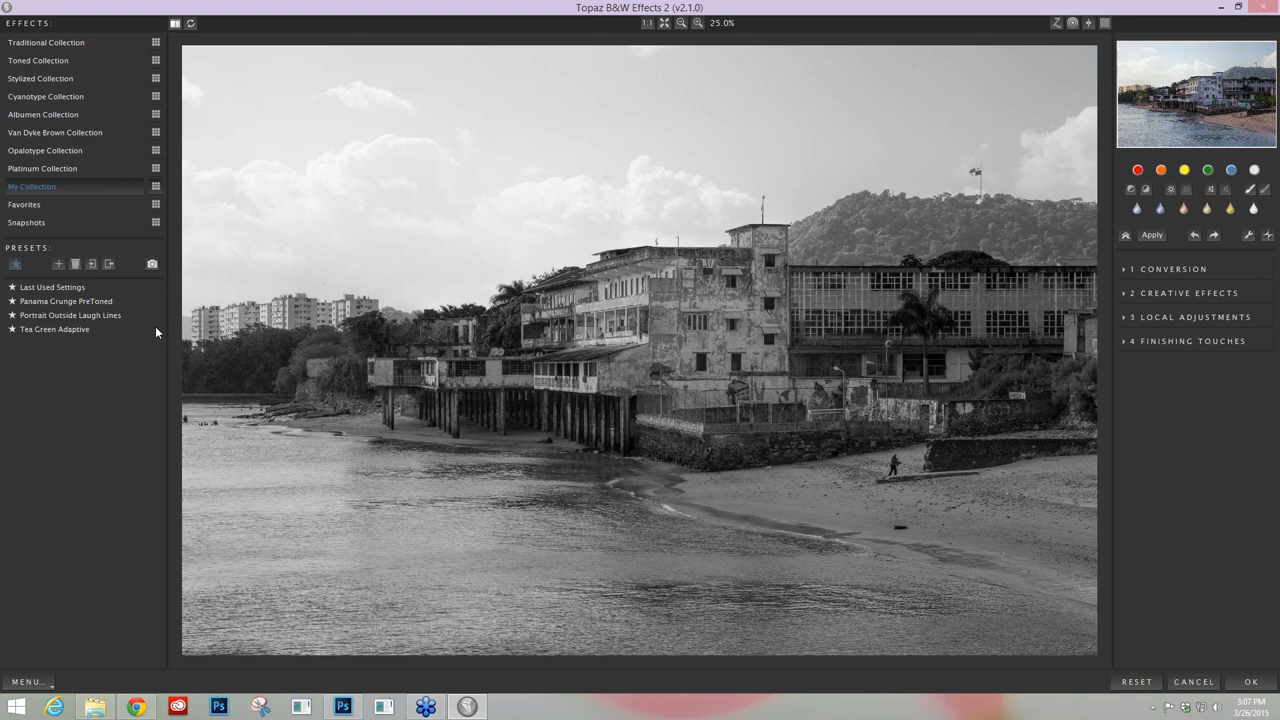 Topaz B&W Effects 2 (v2.1.0)
EFFECTS:
1:1
25.0%
Traditional Collection
Toned Collection
Stylized Collection
Cyanotype Collection
Albumen Collection
Van Dyke Brown Collection
Opalotype Collection
Platinum Collection
My Collection
Favorites
Snapshots
PRESETS:
Last Used Settings
Panama Grunge PreToned
Portrait Outside Laugh Lines
Tea Green Adaptive
Apply
1 CONVERSION
2 CREATIVE EFFECTS
3 LOCAL ADJUSTMENTS
4 FINISHING TOUCHES
MENU...
RESET
CANCEL
OK
Ps
Ps
3:07 PM
3/26/2015